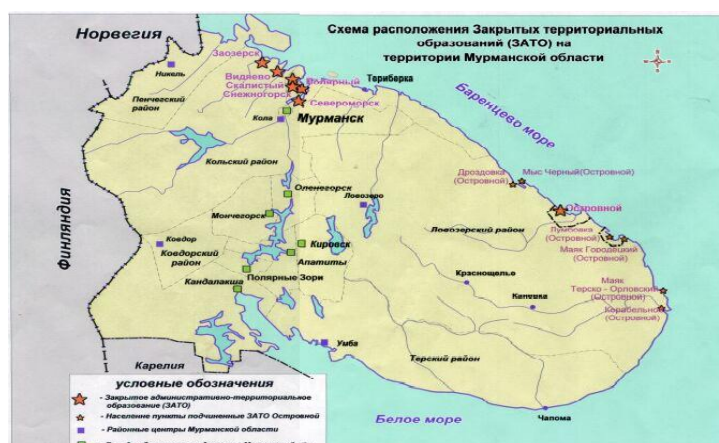 Схема расположения Закрытых территориальных
образований (ЗАТО) на
территории Мурманской области
Норвегия
Заозерск
Никель
Видяево
Скалистый
Полярный
Снежногорск
Североморск
Териберка
Печенгский
район
Кола
Мурманск
Баренцево море
Кольский район
Дроздовка
(Островной)
Мыс Черный(Островной)
Оленегорск
Ловозеро
Островной
Мончегорск
Ловозерский район
Лумбовка
(Островной)
Финляндия
Ковдор
Кировск
Маяк Городецкий
(Островной)
Ковдорский
район
Апатиты
Полярные Зори
Краснощелье
Каневка
Маяк
Терско - Орловский
(Островной)
Кандалакша
Корабельное
(Островной)
Умба
Терский район
Карелия
Чапома
Белое море
условные обозначения
- Закрытое административно-территориальное
образование (ЗАТО)
- Население пункты подчиненные ЗАТО Островной
- Районные центры Мурманской области